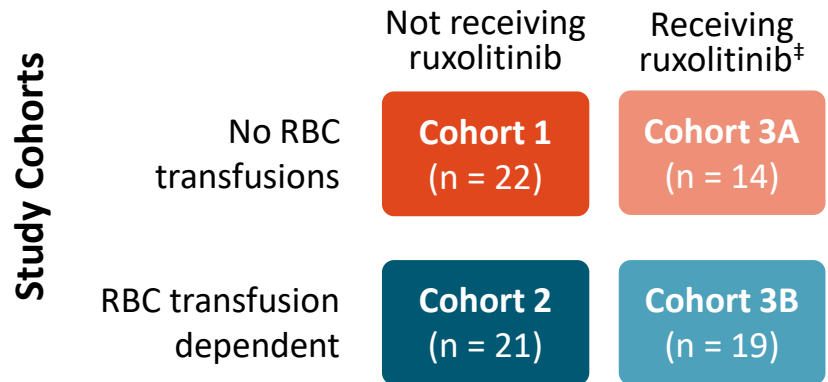 Study Cohorts
Not receiving
ruxolitinib
Receiving
ruxolitinib‡
No RBC
transfusions
Cohort 1
(n = 22)
Cohort 3A
(n = 14)
RBC transfusion
dependent
Cohort 2
(n = 21)
Cohort 3B
(n = 19)